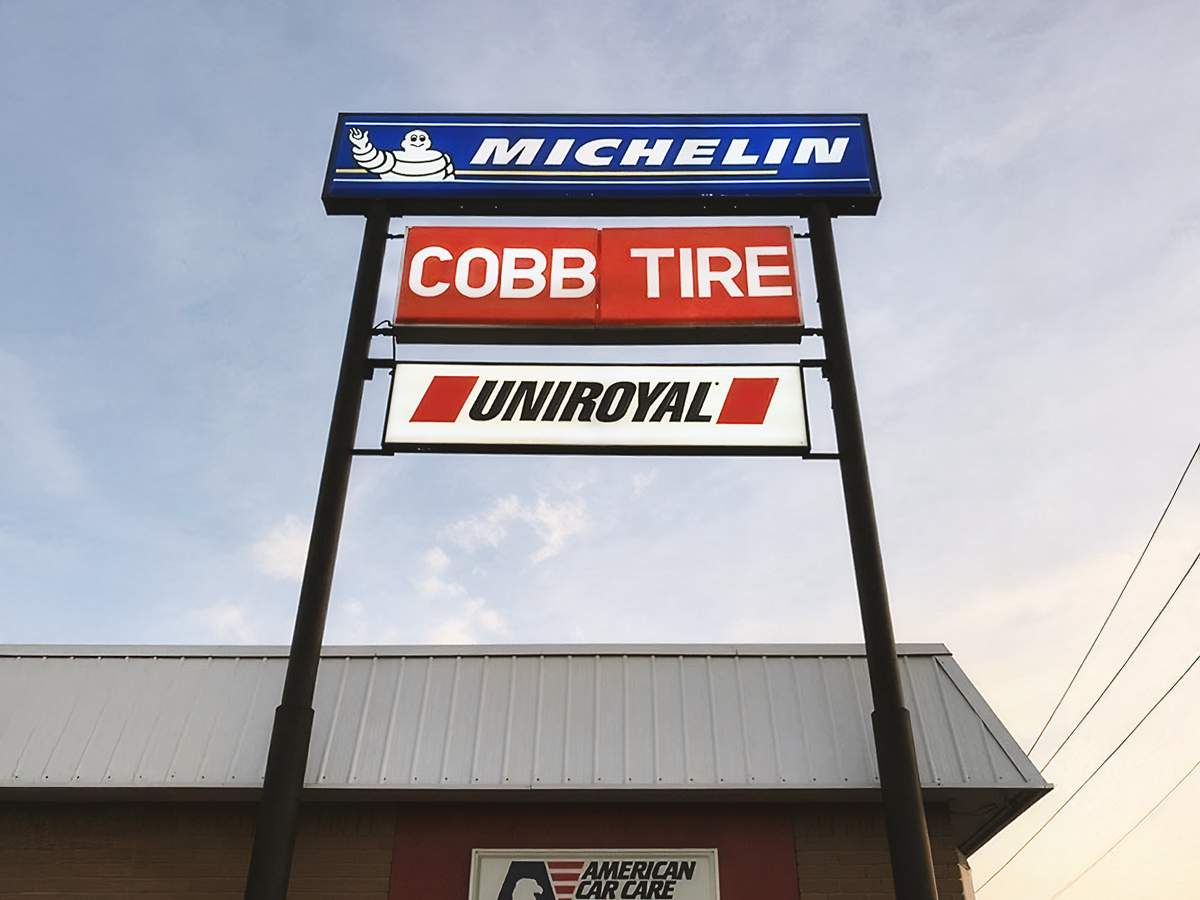 MICHELIN
COBB TIRE
UNIROYAL
AMERICAN
CAR CARE